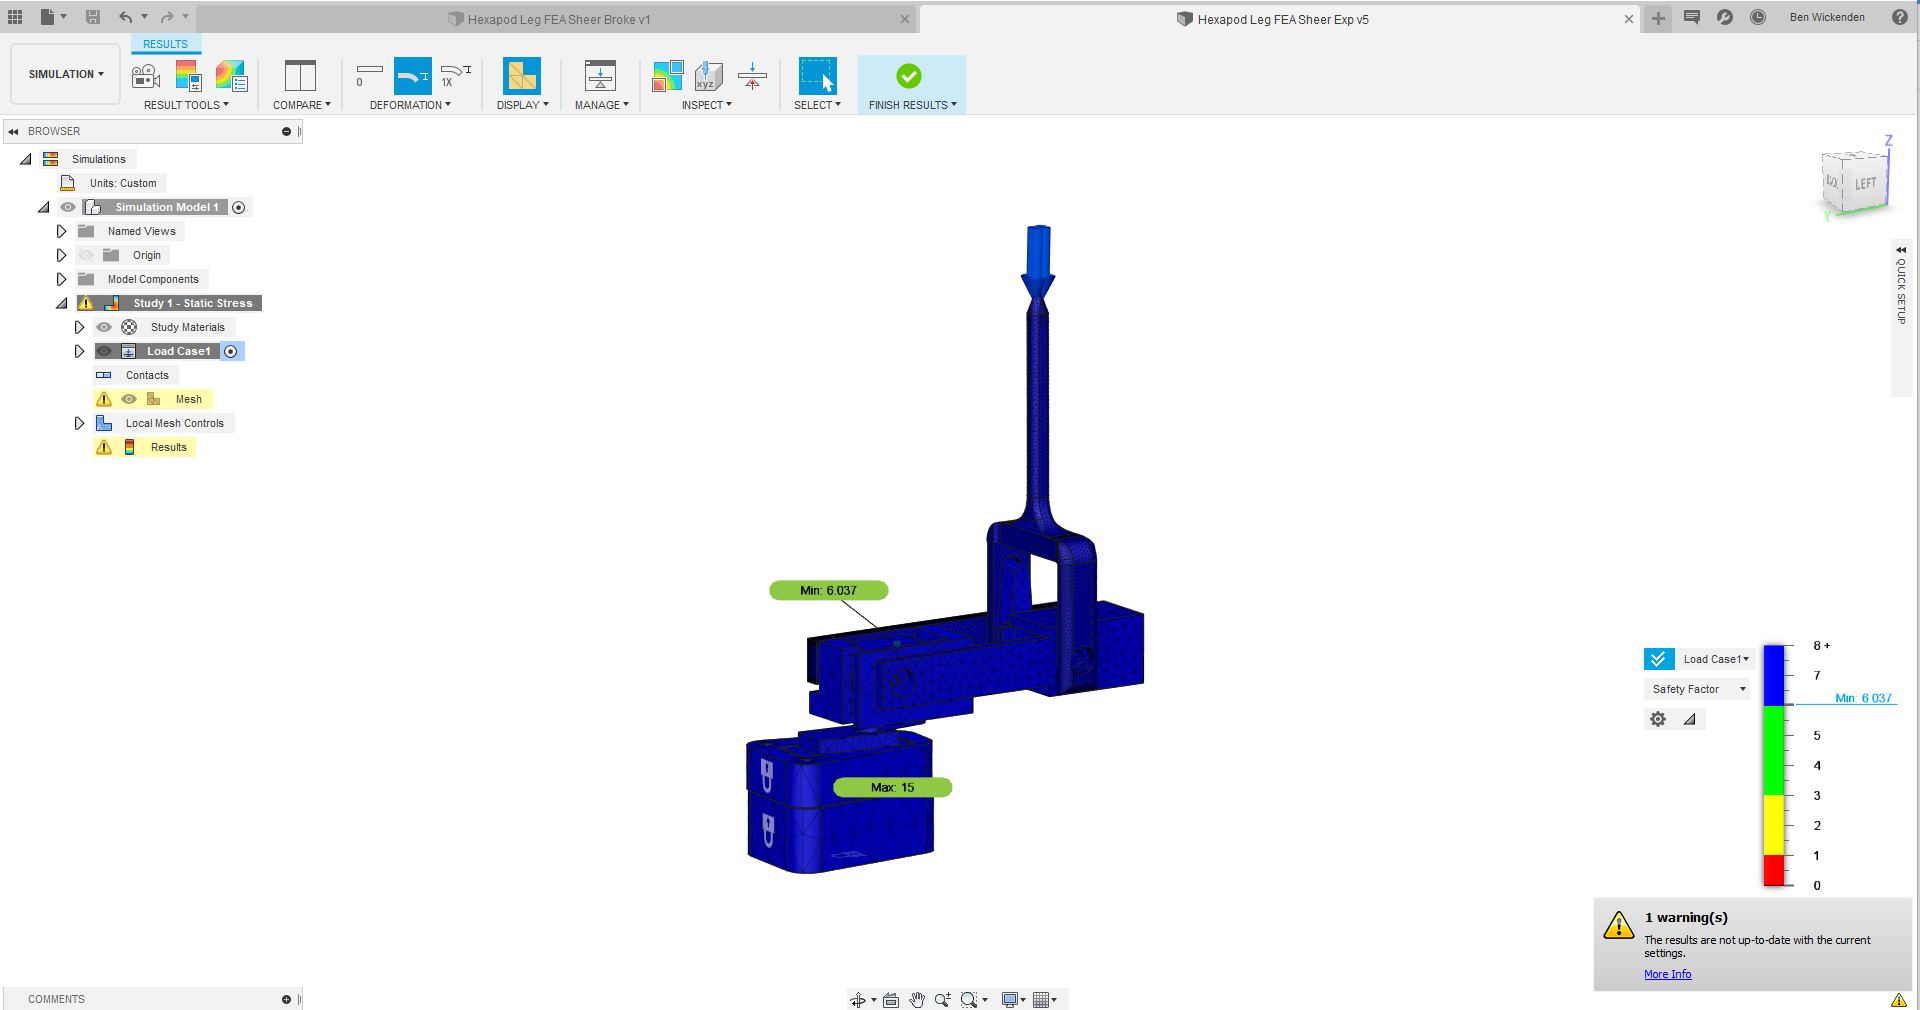 Hexapod Leg FEA Sheer Broke v1
Hexapod Leg FEA Sheer Exp v5
Ben Wickenden
RESULTS
SIMULATION
0
1X
xyz
RESULT TOOLS
COMPARE
DEFORMATION
DISPLAY
MANAGE
INSPECT
SELECT
FINISH RESULTS
BROWSER
Simulations
Units: Custom
Simulation Model 1
Named Views
Origin
Model Components
Study 1 - Static Stress
Study Materials
Load Case1
Contacts
Mesh
Local Mesh Controls
Results
Z
LEFT
Y
QUICK SETUP
Min: 6.037
Max: 15
Load Case1
Safety Factor
8 +
7
Min: 6.037
5
4
3
2
1
0
1 warning(s)
The results are not up-to-date with the current
settings.
More Info
COMMENTS